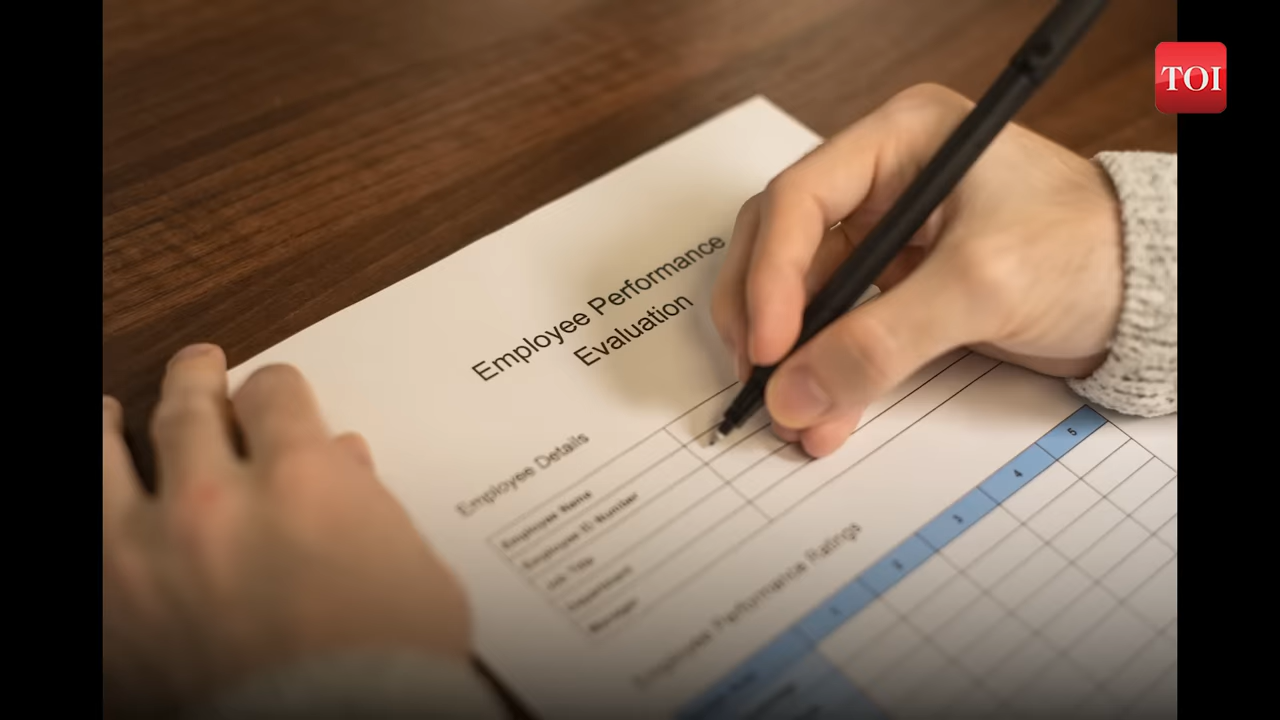 TOI
Employee Performance
Evaluation
Employee Details
Employee Name
Employee ID Number
Job Title
Department
Manager
Employee Performance Ratings
1 2 3 4 5